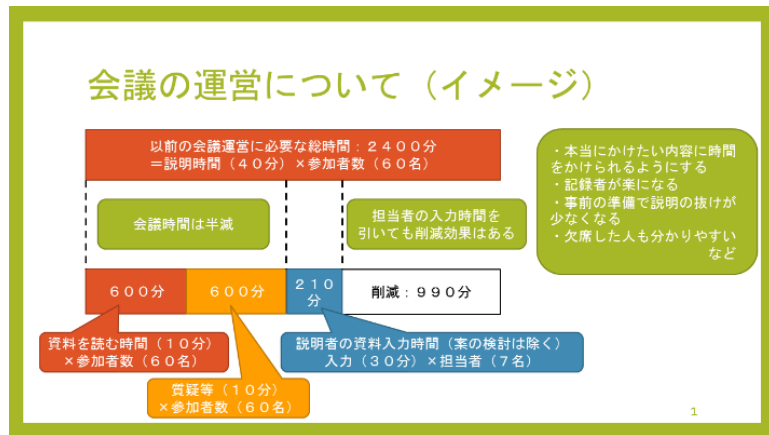 会議の運営について（イメージ）
以前の会議運営に必要な総時間：２４００分
＝説明時間（４０分）×参加者数（６０名）
・本当にかけたい内容に時間
をかけられるようにする
・記録者が楽になる
・事前の準備で説明の抜けが
少なくなる
・欠席した人も分かりやすい
など
会議時間は半減
担当者の入力時間を
引いても削減効果はある
６００分
６００分
２１０
分
削減：９９０分
資料を読む時間（１０分）
×参加者数（６０名）
説明者の資料入力時間（案の検討は除く）
入力（３０分）×担当者（７名）
質疑等（１０分）
×参加者数（６０名）
1